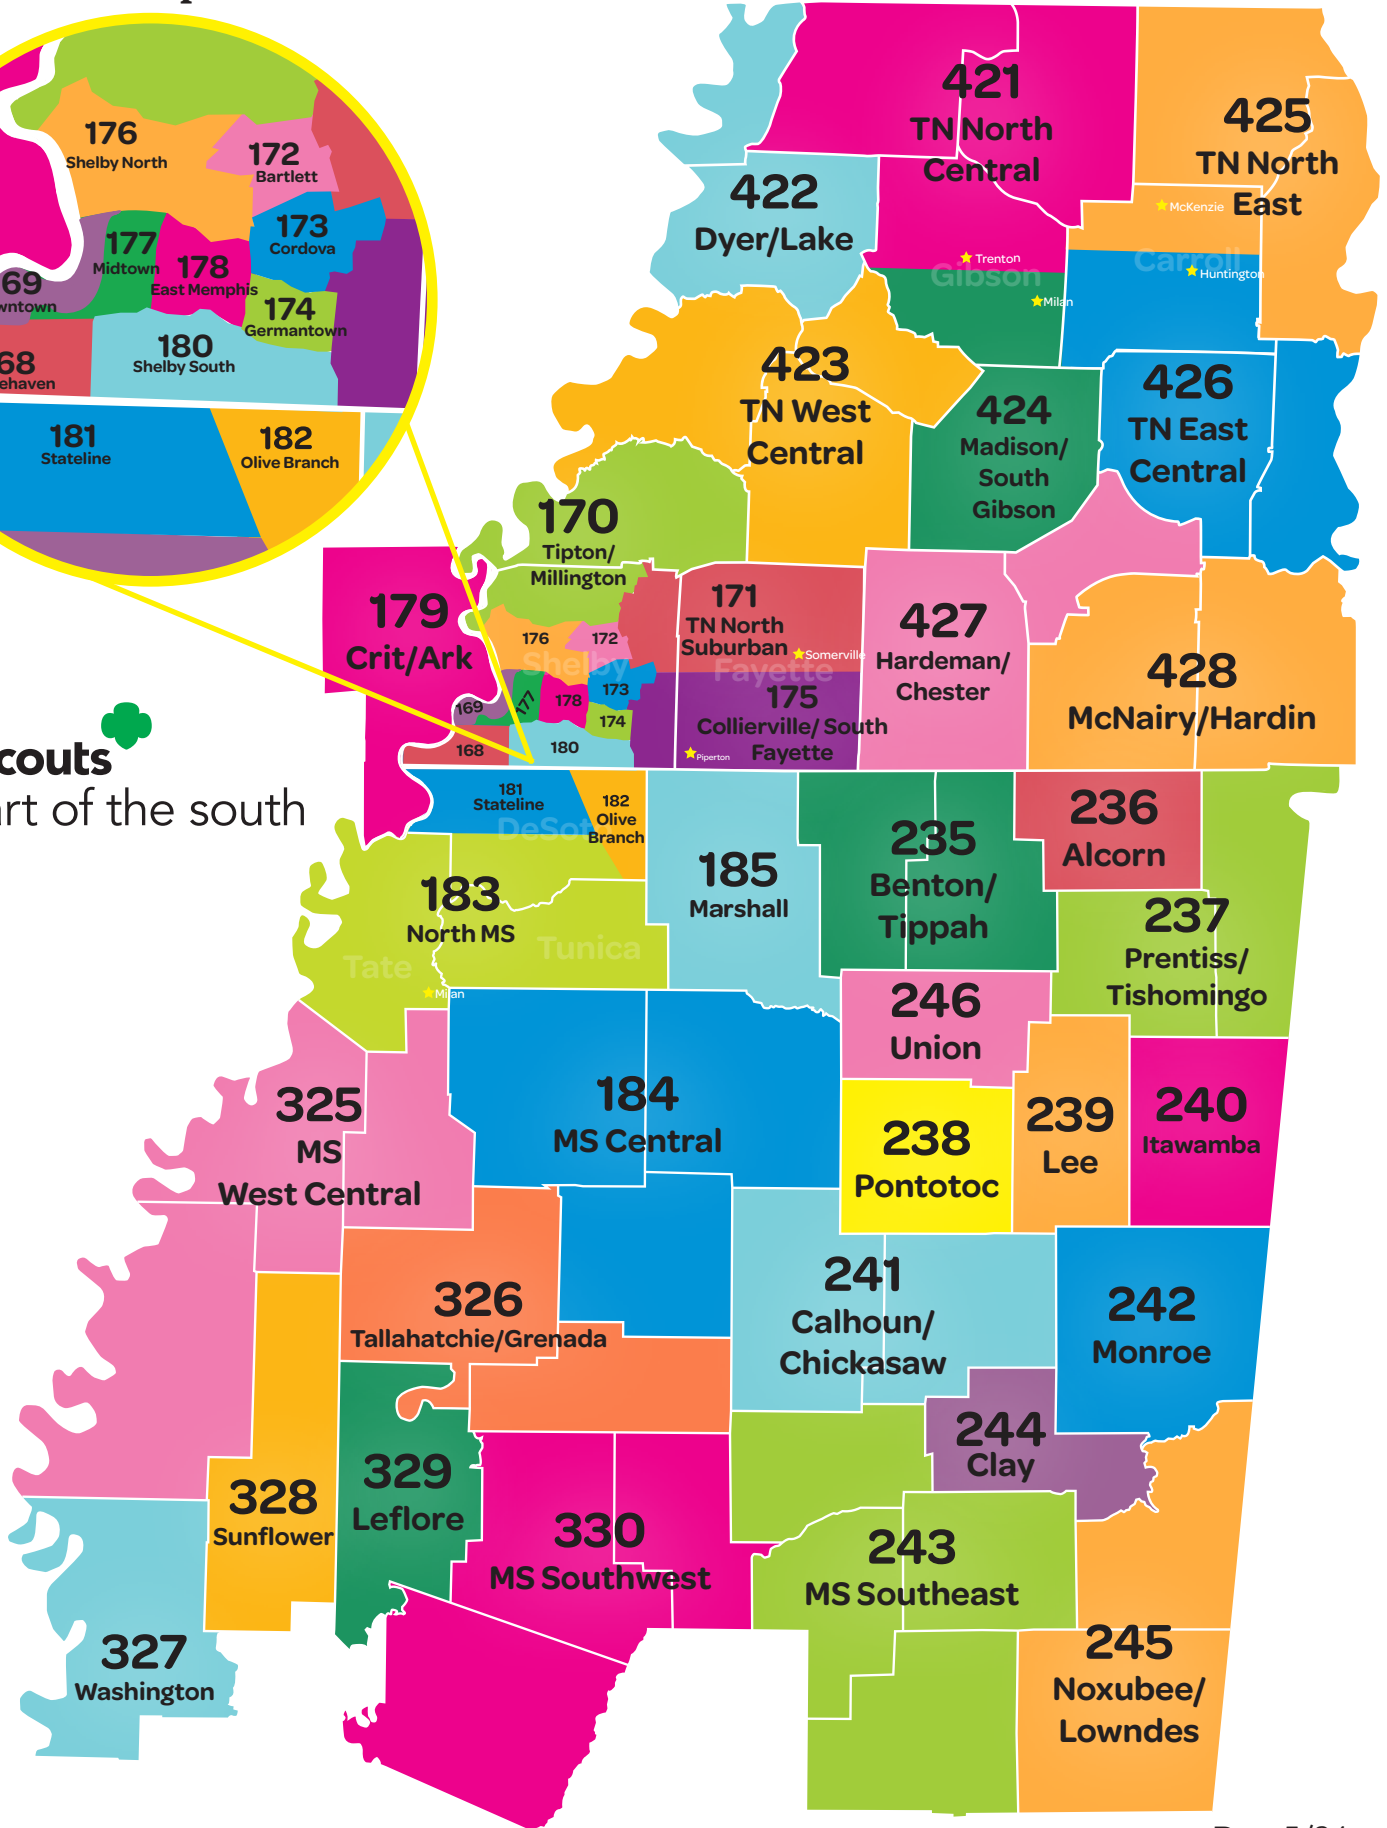 176
Shelby North
172
Bartlett
173
Cordova
177
Midtown
178
East Memphis
69
wntown
174
Germantown
180
Shelby South
68
ehaven
181
Stateline
182
Olive Branch
couts
art of the south
421
TN North
Central
425
TN North
East
McKenzie
422
Dyer/Lake
Trenton
Gibson
Milan
Carroll
Huntington
423
TN West
Central
424
Madison/
South
Gibson
426
TN East
Central
170
Tipton/
Millington
179
Crit/Ark
171
TN North
Suburban
Somerville
Fayette
427
Hardeman/
Chester
428
McNairy/Hardin
176
172
Shelby
173
177
178
169
174
168
180
175
Collierville/ South
Fayette
Piperton
181
Stateline
182
Olive
Branch
DeSoto
183
North MS
Tate
Tunica
Milan
185
Marshall
235
Benton/
Tippah
236
Alcorn
237
Prentiss/
Tishomingo
246
Union
184
MS Central
238
Pontotoc
239
Lee
240
Itawamba
325
MS
West Central
326
Tallahatchie/Grenada
241
Calhoun/
Chickasaw
242
Monroe
244
Clay
329
Leflore
328
Sunflower
330
MS Southwest
243
MS Southeast
327
Washington
245
Noxubee/
Lowndes